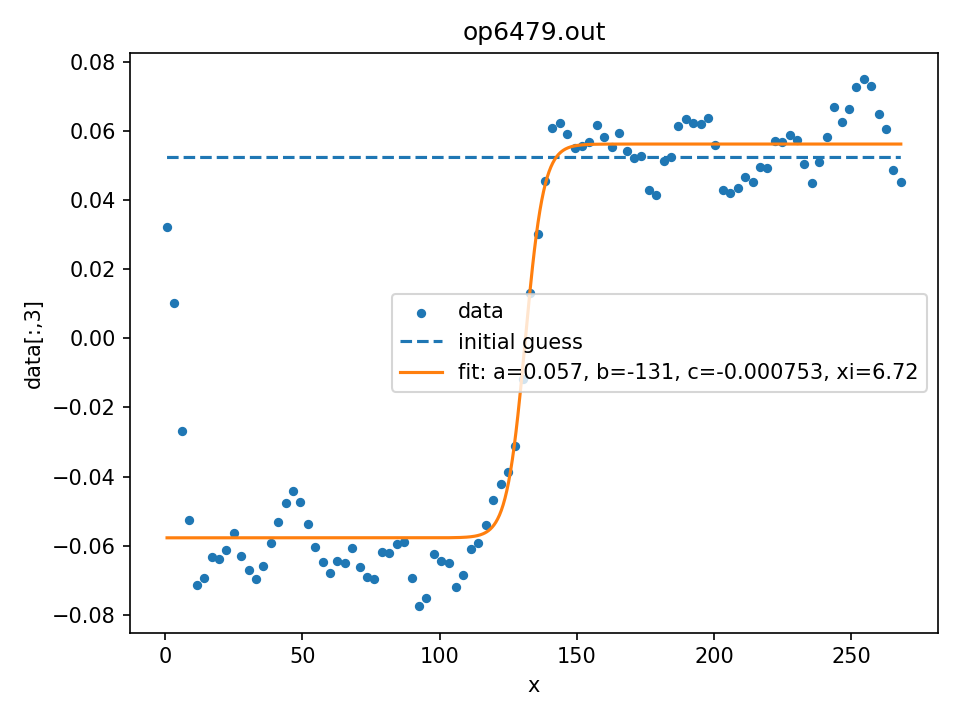 op6479.out
0.08
0.06
0.04
0.02
0.00
−0.02
−0.04
−0.06
−0.08
data[:,3]
data
initial guess
fit: a=0.057, b=-131, c=-0.000753, xi=6.72
0 50 100 150 200 250
x